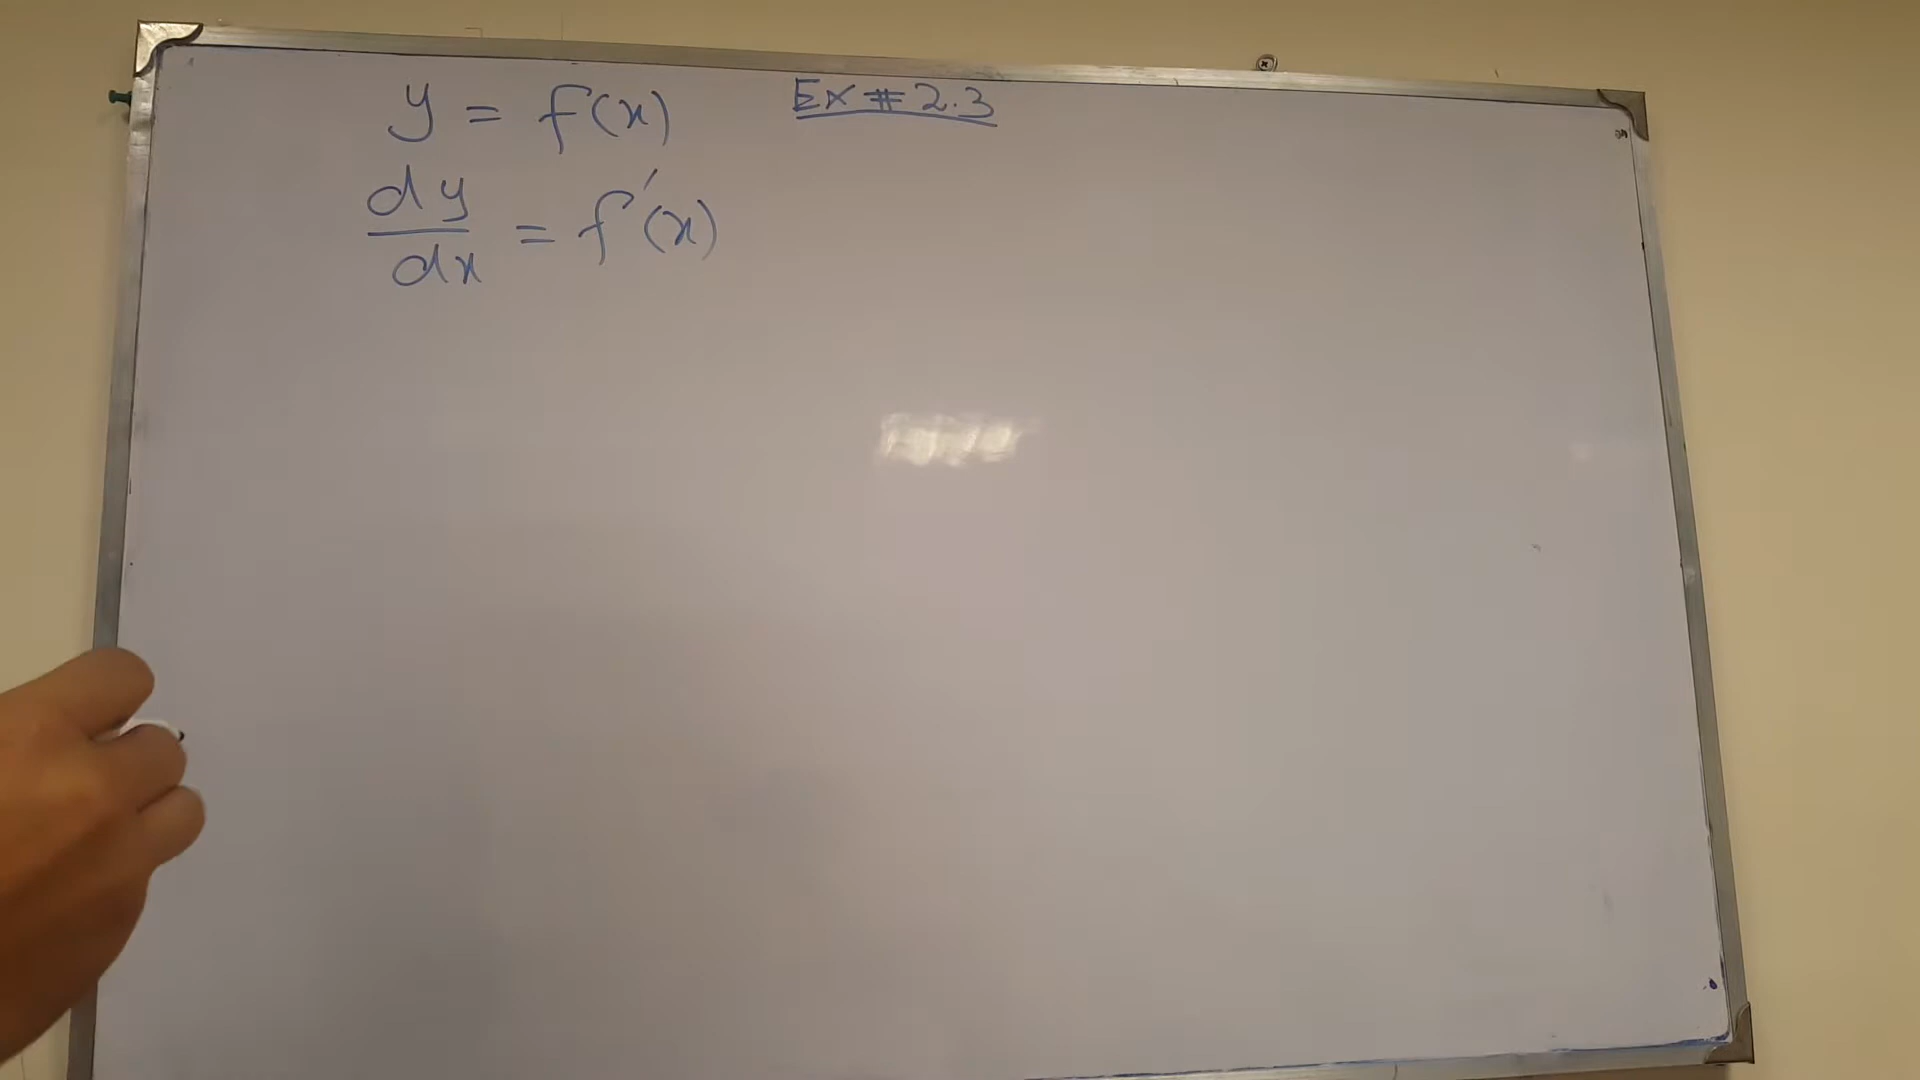 y = f(x) Ex # 2.3
dy/dx = f'(x)